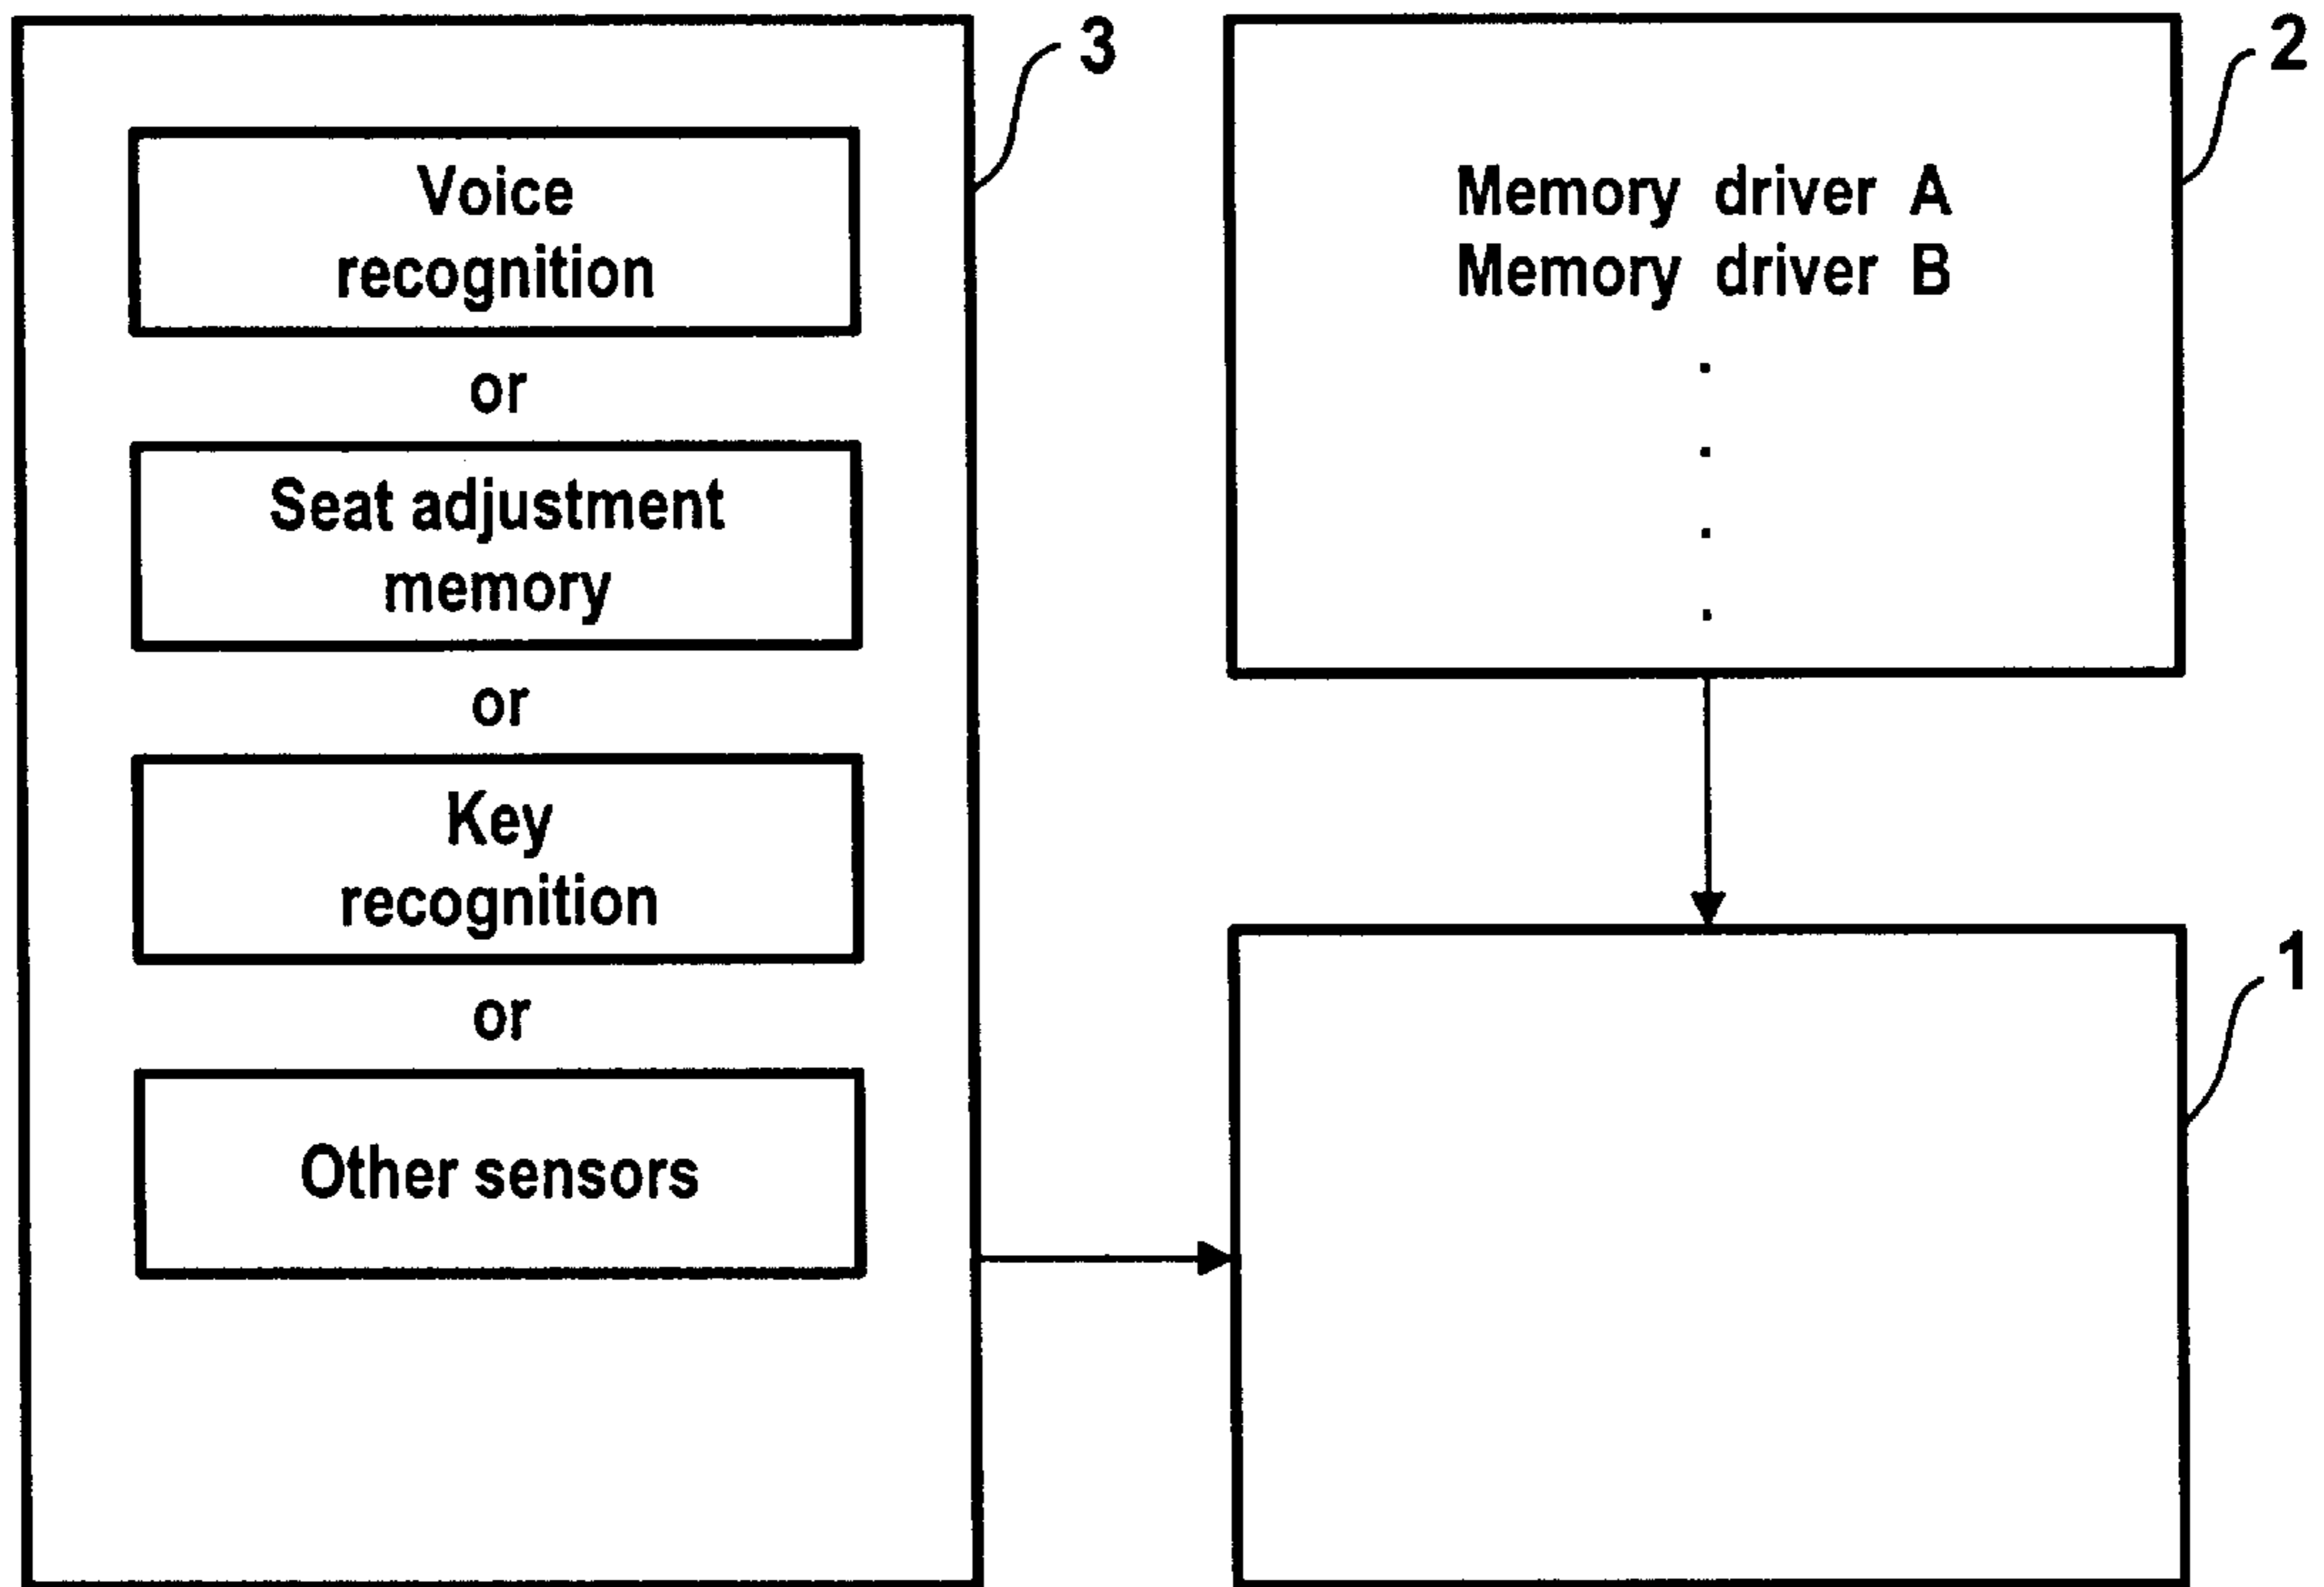 3
Voice
recognition
or
Seat adjustment
memory
or
Key
recognition
or
Other sensors
2
Memory driver A
Memory driver B
.
.
.
.
1